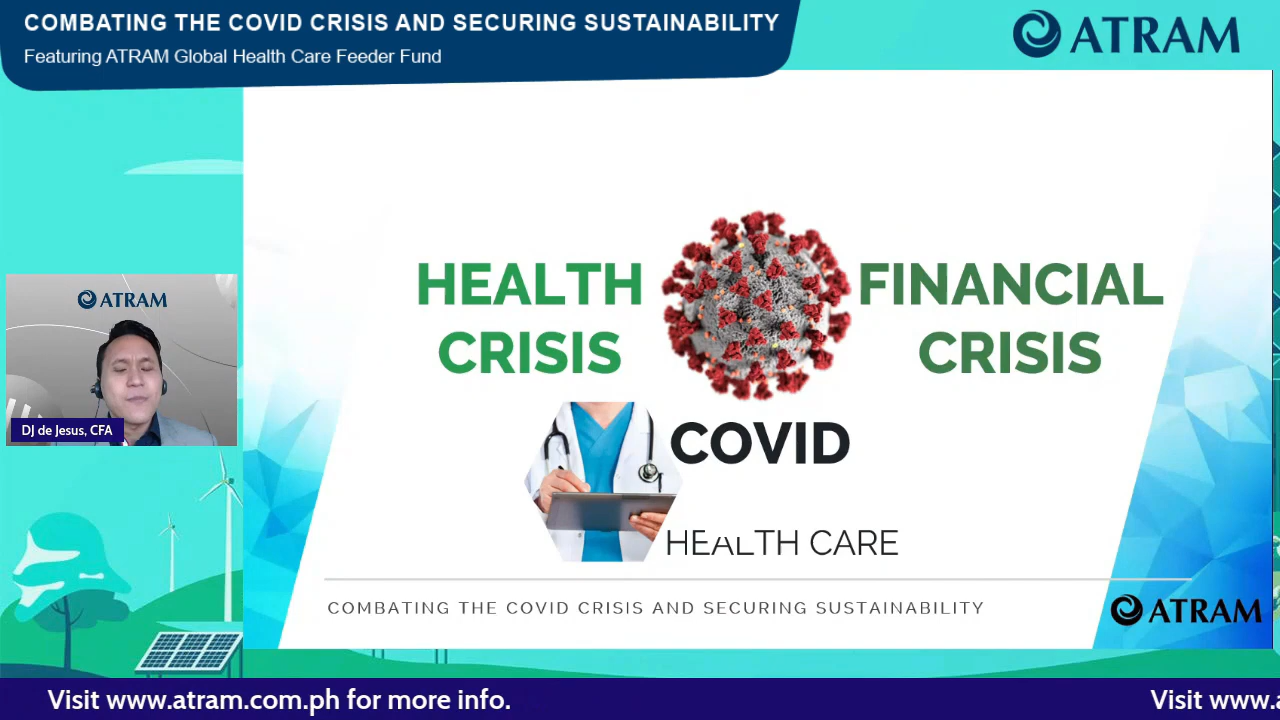 COMBATING THE COVID CRISIS AND SECURING SUSTAINABILITY
Featuring ATRAM Global Health Care Feeder Fund
ATRAM
HEALTH
CRISIS
FINANCIAL
CRISIS
COVID
HEALTH CARE
COMBATING THE COVID CRISIS AND SECURING SUSTAINABILITY
ATRAM
ATRAM
DJ de Jesus, CFA
Visit www.atram.com.ph for more info.
Visit www.a